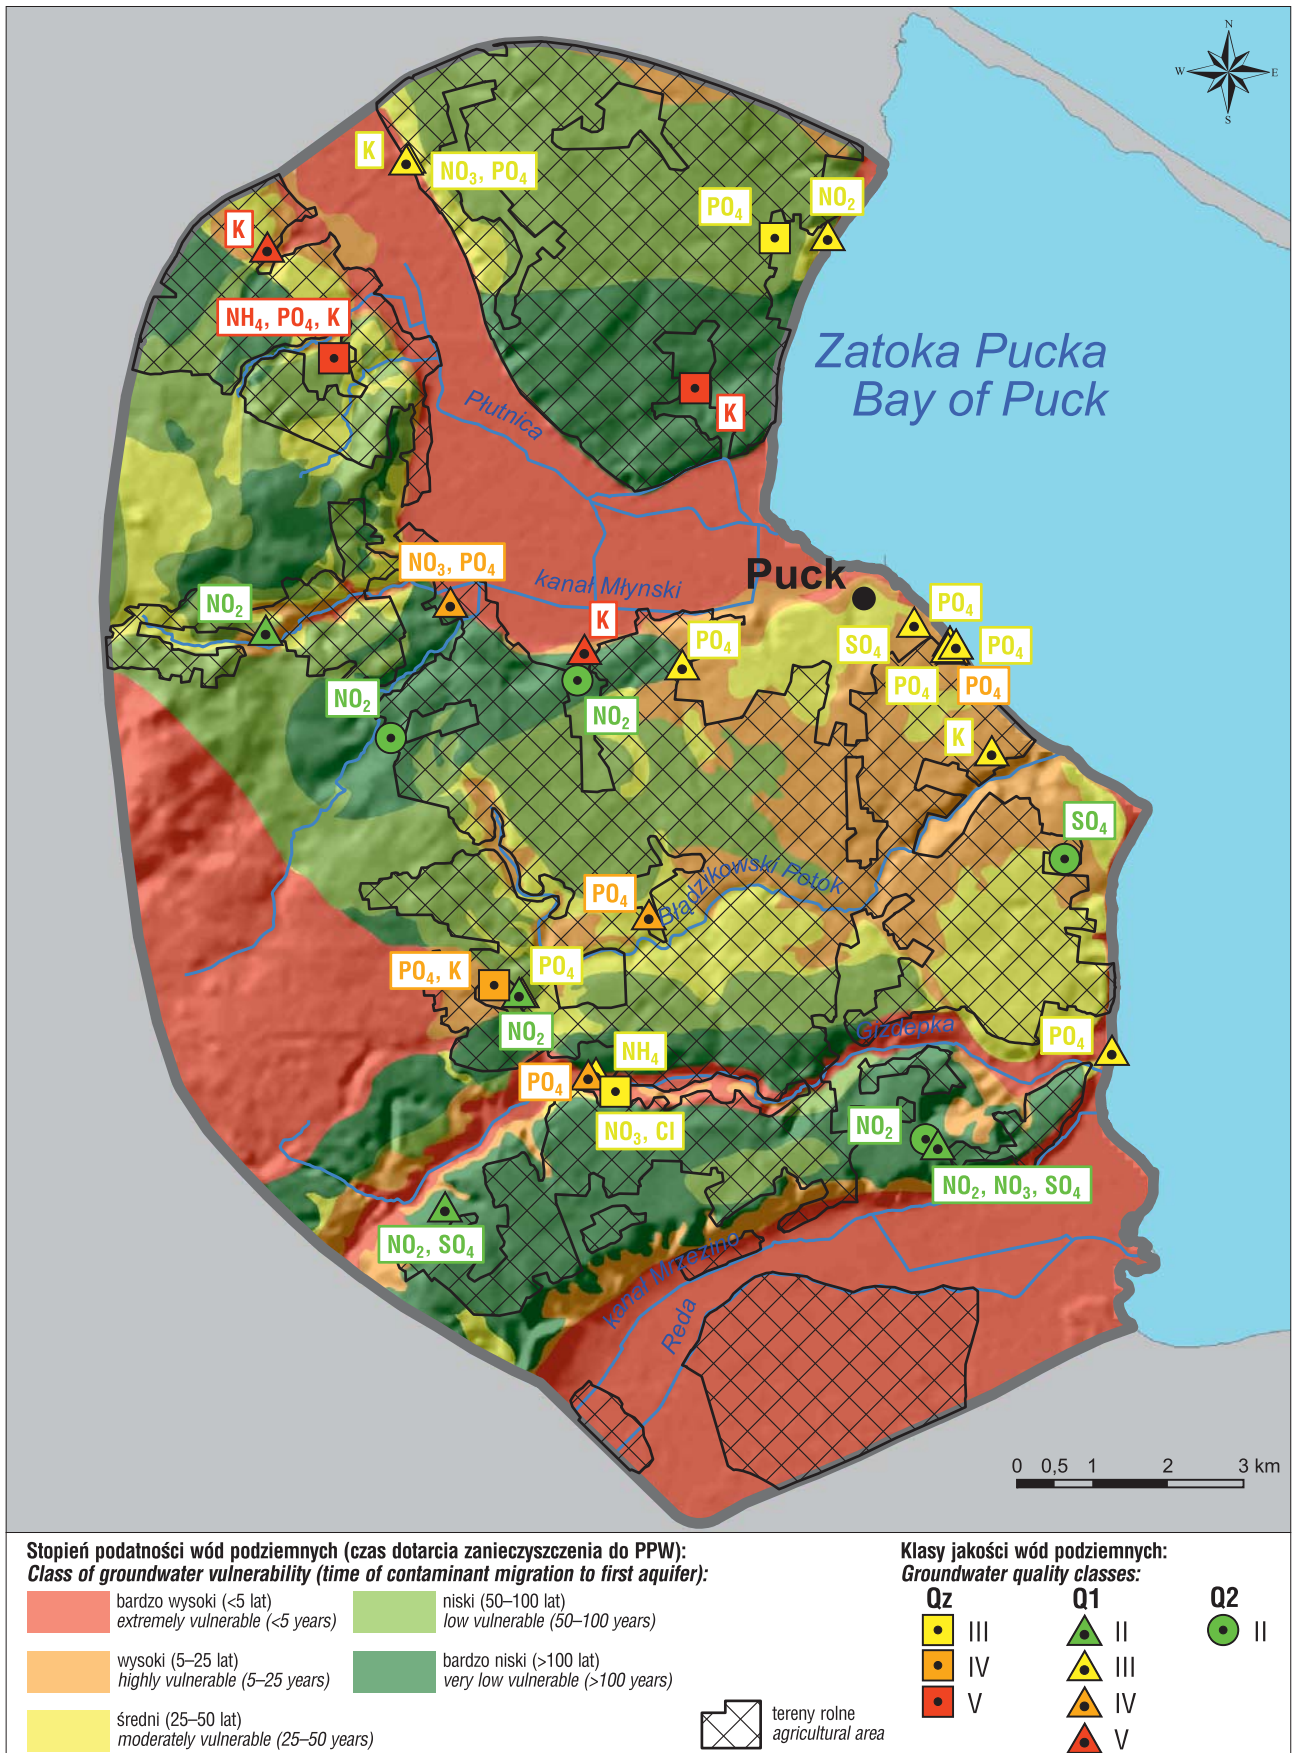 N
W
E
S
K
NO₃, PO₄
PO₄
NO₂
K
NH₄, PO₄, K
Zatoka Pucka
Bay of Puck
K
Płutnica
NO₃, PO₄
Puck
kanał Młynski
NO₂
K
PO₄
PO₄
SO₄
PO₄
PO₄
PO₄
NO₂
NO₂
K
SO₄
PO₄
Błądzikowski Potok
PO₄, K
PO₄
NO₂
Gizdepka
PO₄
NH₄
PO₄
NO₃, Cl
NO₂
NO₂, NO₃, SO₄
NO₂, SO₄
kanał Mrzezino
Reda
0 0,5 1 2 3 km
Stopień podatności wód podziemnych (czas dotarcia zanieczyszczenia do PPW):
Class of groundwater vulnerability (time of contaminant migration to first aquifer):
bardzo wysoki (<5 lat)
extremely vulnerable (<5 years)
wysoki (5–25 lat)
highly vulnerable (5–25 years)
średni (25–50 lat)
moderately vulnerable (25–50 years)
niski (50–100 lat)
low vulnerable (50–100 years)
bardzo niski (>100 lat)
very low vulnerable (>100 years)
tereny rolne
agricultural area
Klasy jakości wód podziemnych:
Groundwater quality classes:
Qz Q1 Q2
III II II
IV III
V IV
V